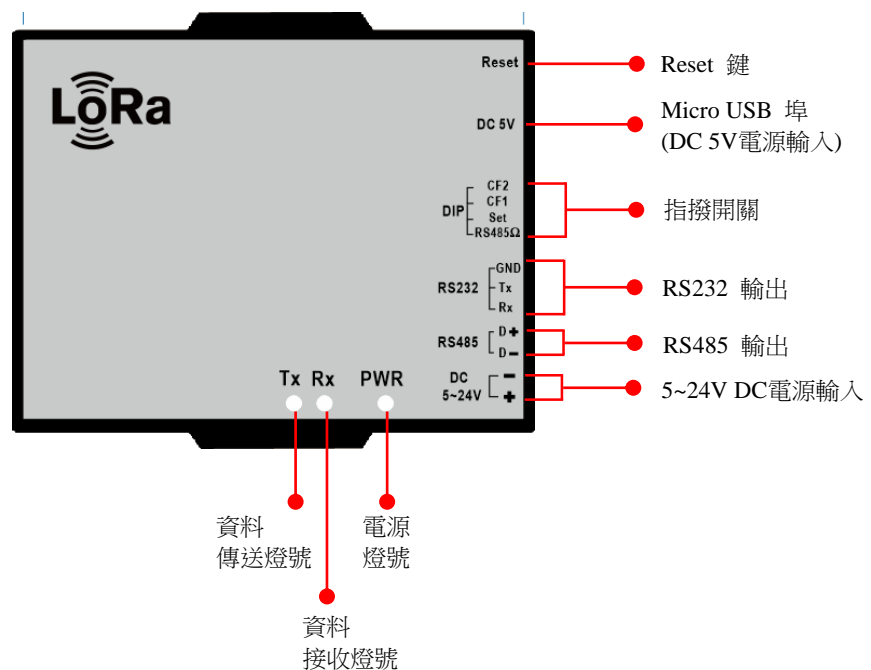 Reset
Reset 鍵
LoRa
DC 5V
Micro USB 埠
(DC 5V電源輸入)
DIP
CF2
CF1
Set
RS485Ω
指撥開關
RS232
GND
Tx
Rx
RS232 輸出
RS485
D+
D−
RS485 輸出
DC
5~24V
−
+
5~24V DC電源輸入
Tx Rx PWR
資料
傳送燈號
電源
燈號
資料
接收燈號